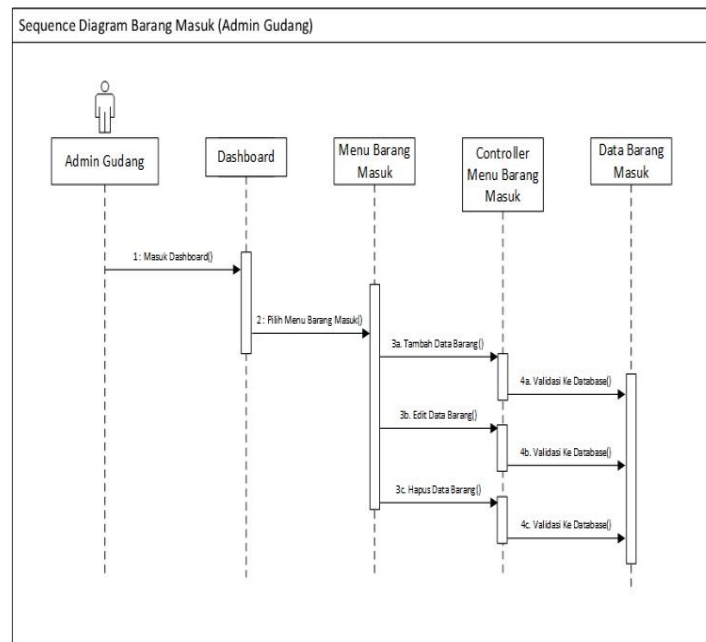 Sequence Diagram Barang Masuk (Admin Gudang)
Admin Gudang
Dashboard
Menu Barang
Masuk
Controller
Menu Barang
Masuk
Data Barang
Masuk
1 : Masuk Dashboard()
2 : Pilih Menu Barang Masuk()
3a. Tambah Data Barang()
4a. Validasi Ke Database()
3b. Edit Data Barang()
4b. Validasi Ke Database()
3c. Hapus Data Barang()
4c. Validasi Ke Database()